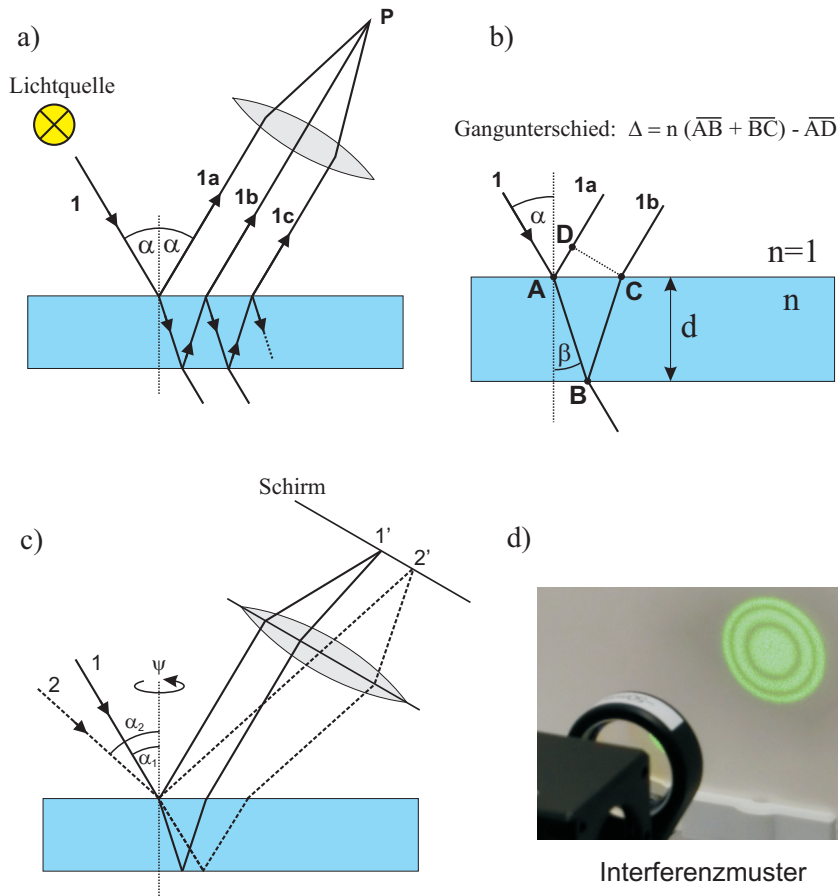 a)
P
Lichtquelle
1
1a
1b
1c
α α
b)
Gangunterschied: Δ = n (AB + BC) - AD
1
1a
1b
α
D
n=1
A
C
n
d
β
B
c)
Schirm
1'
2'
1
2
ψ
α₂
α₁
d)
Interferenzmuster